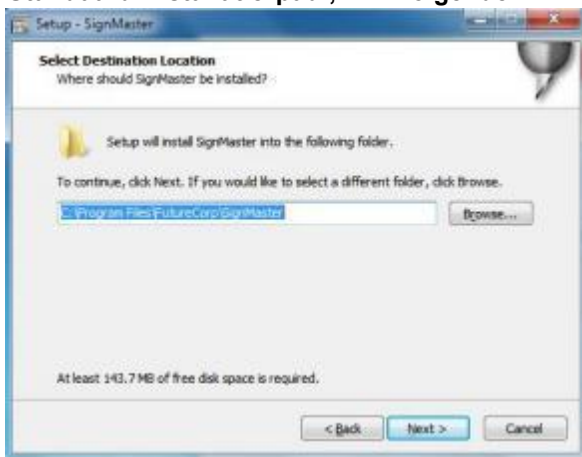 Setup - SignMaster
Select Destination Location
Where should SignMaster be installed?
Setup will install SignMaster into the following folder.
To continue, click Next. If you would like to select a different folder, click Browse.
C:\Program Files\FutureCorp\SignMaster
Browse...
At least 143.7 MB of free disk space is required.
< Back
Next >
Cancel